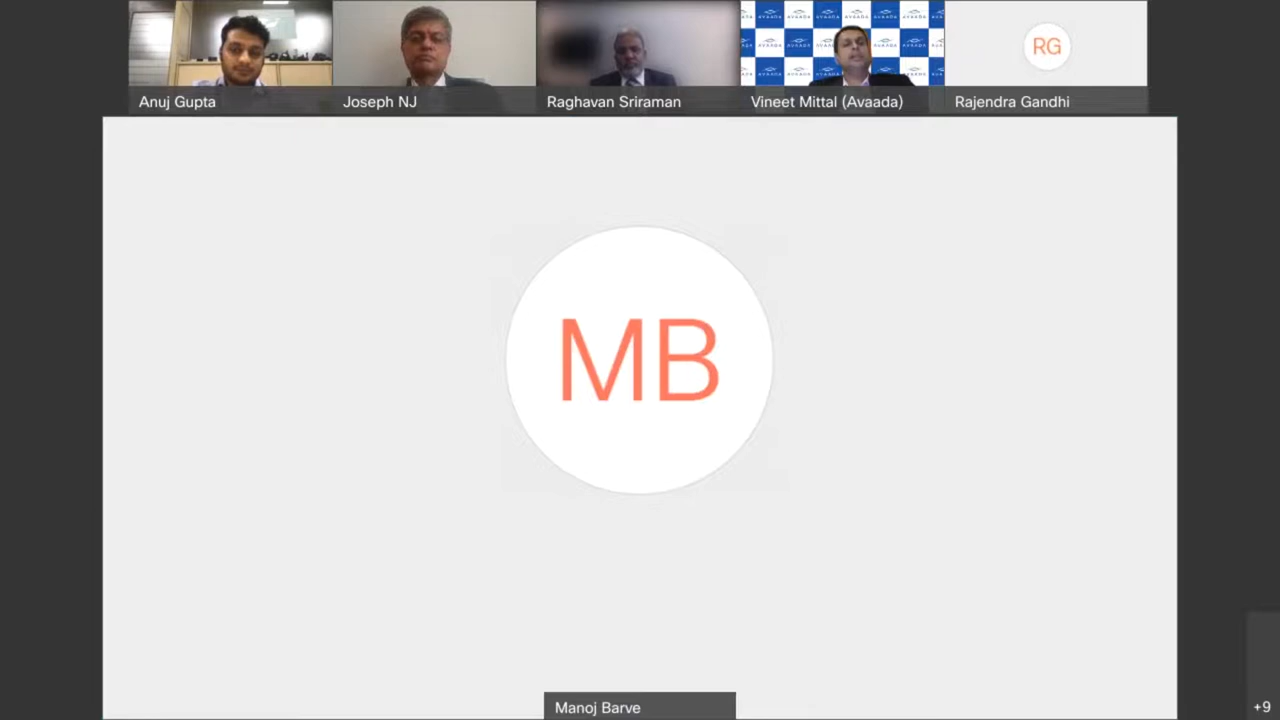 Anuj Gupta
Joseph NJ
Raghavan Sriraman
Vineet Mittal (Avaada)
RG
Rajendra Gandhi
MB
Manoj Barve
+9